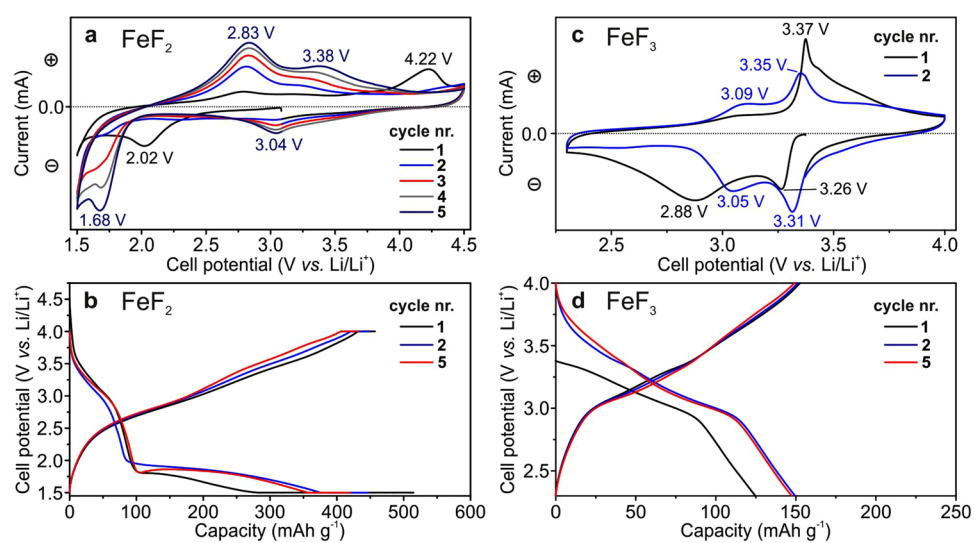 a FeF2
2.83 V
3.38 V
4.22 V
⊕
0.0
⊖
Current (mA)
2.02 V
3.04 V
1.68 V
cycle nr.
1
2
3
4
5
1.5 2.0 2.5 3.0 3.5 4.0 4.5
Cell potential (V vs. Li/Li+)
c FeF3
3.37 V
3.35 V
3.09 V
cycle nr.
1
2
⊕
0.0
⊖
Current (mA)
2.88 V
3.05 V
3.26 V
3.31 V
2.5 3.0 3.5 4.0
Cell potential (V vs. Li/Li+)
b FeF2
cycle nr.
1
2
5
4.5
4.0
3.5
3.0
2.5
2.0
1.5
Cell potential (V vs. Li/Li+)
0 100 200 300 400 500 600
Capacity (mAh g-1)
d FeF3
cycle nr.
1
2
5
4.0
3.5
3.0
2.5
Cell potential (V vs. Li/Li+)
0 50 100 150 200 250
Capacity (mAh g-1)